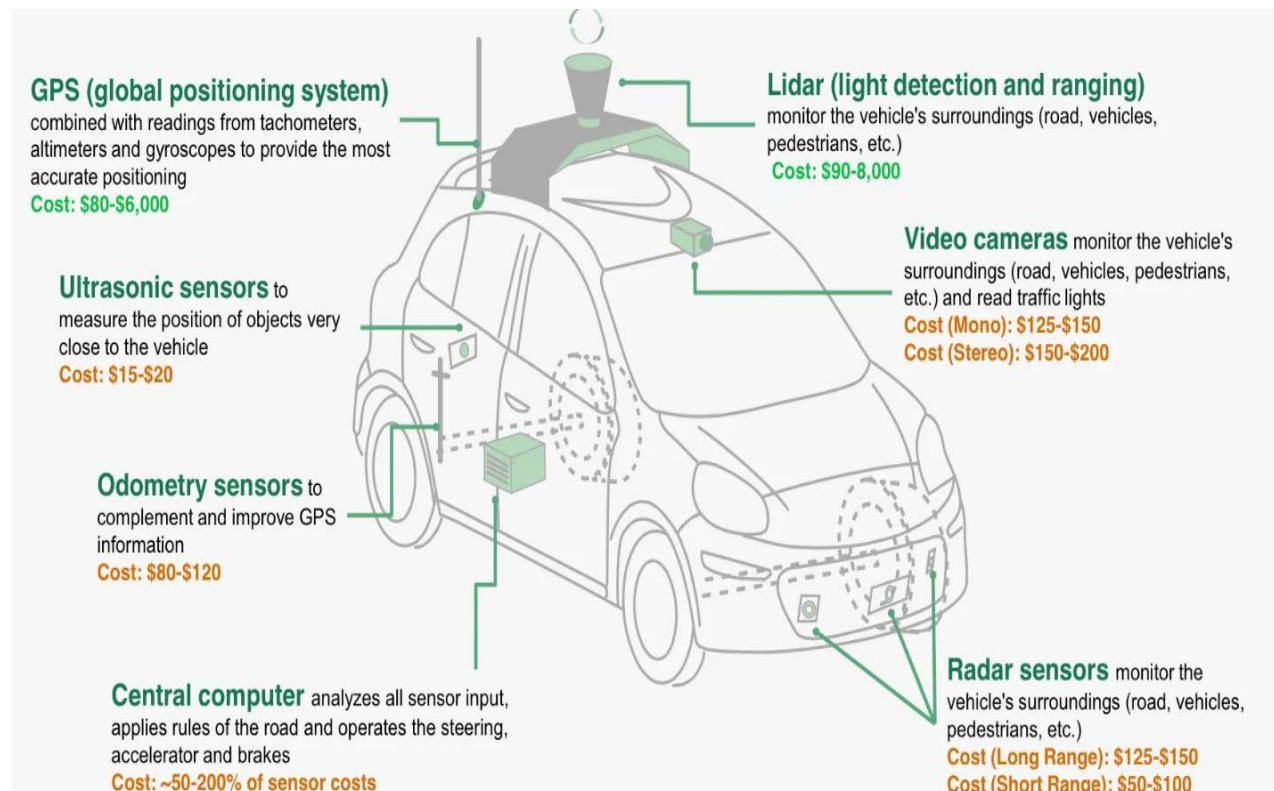 GPS (global positioning system)
combined with readings from tachometers,
altimeters and gyroscopes to provide the most
accurate positioning
Cost: $80-$6,000
Lidar (light detection and ranging)
monitor the vehicle's surroundings (road, vehicles,
pedestrians, etc.)
Cost: $90-8,000
Video cameras monitor the vehicle's
surroundings (road, vehicles, pedestrians,
etc.) and read traffic lights
Cost (Mono): $125-$150
Cost (Stereo): $150-$200
Ultrasonic sensors to
measure the position of objects very
close to the vehicle
Cost: $15-$20
Odometry sensors to
complement and improve GPS
information
Cost: $80-$120
Central computer analyzes all sensor input,
applies rules of the road and operates the steering,
accelerator and brakes
Cost: ~50-200% of sensor costs
Radar sensors monitor the
vehicle's surroundings (road, vehicles,
pedestrians, etc.)
Cost (Long Range): $125-$150
Cost (Short Range): $50-$100